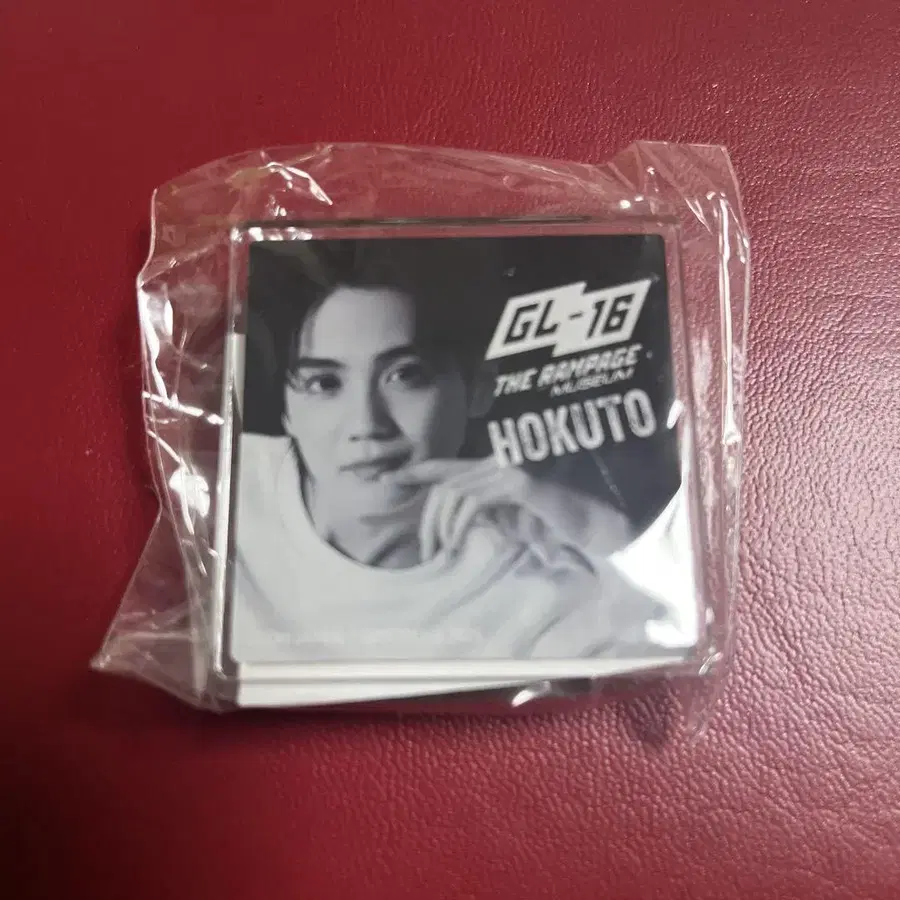 GL-16
THE RAMPAGE
MUSEUM
HOKUTO